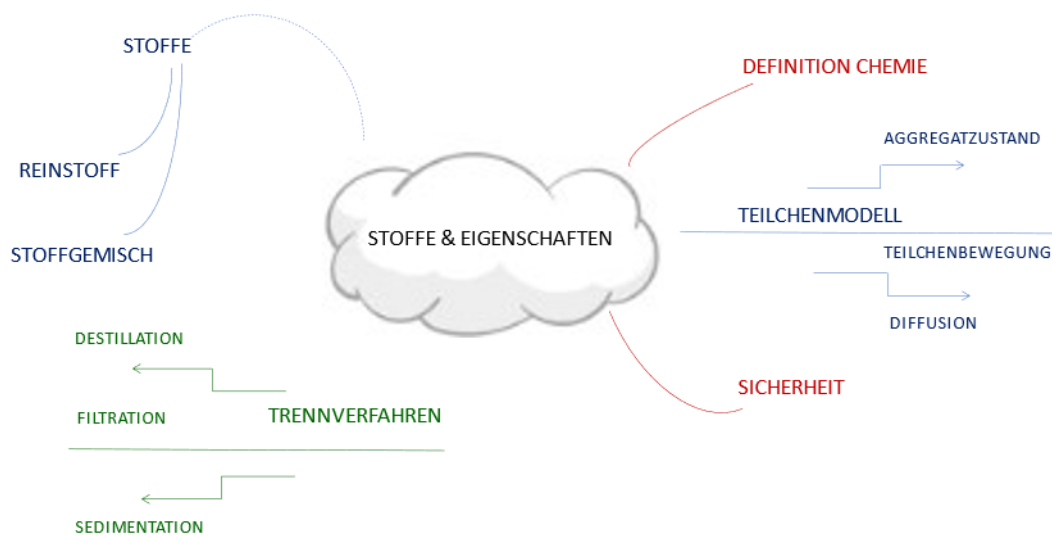 STOFFE
REINSTOFF
STOFFGEMISCH
STOFFE & EIGENSCHAFTEN
DEFINITION CHEMIE
AGGREGATZUSTAND
TEILCHENMODELL
TEILCHENBEWEGUNG
DIFFUSION
SICHERHEIT
DESTILLATION
FILTRATION
TRENNVERFAHREN
SEDIMENTATION